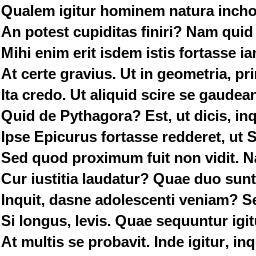 Qualem igitur hominem natura incho
An potest cupiditas finiri? Nam quid
Mihi enim erit isdem istis fortasse iar
At certe gravius. Ut in geometria, pri
Ita credo. Ut aliquid scire se gaudean
Quid de Pythagora? Est, ut dicis, inq
Ipse Epicurus fortasse redderet, ut S
Sed quod proximum fuit non vidit. Na
Cur iustitia laudatur? Quae duo sunt
Inquit, dasne adolescenti veniam? Se
Si longus, levis. Quae sequuntur igitu
At multis se probavit. Inde igitur, inq